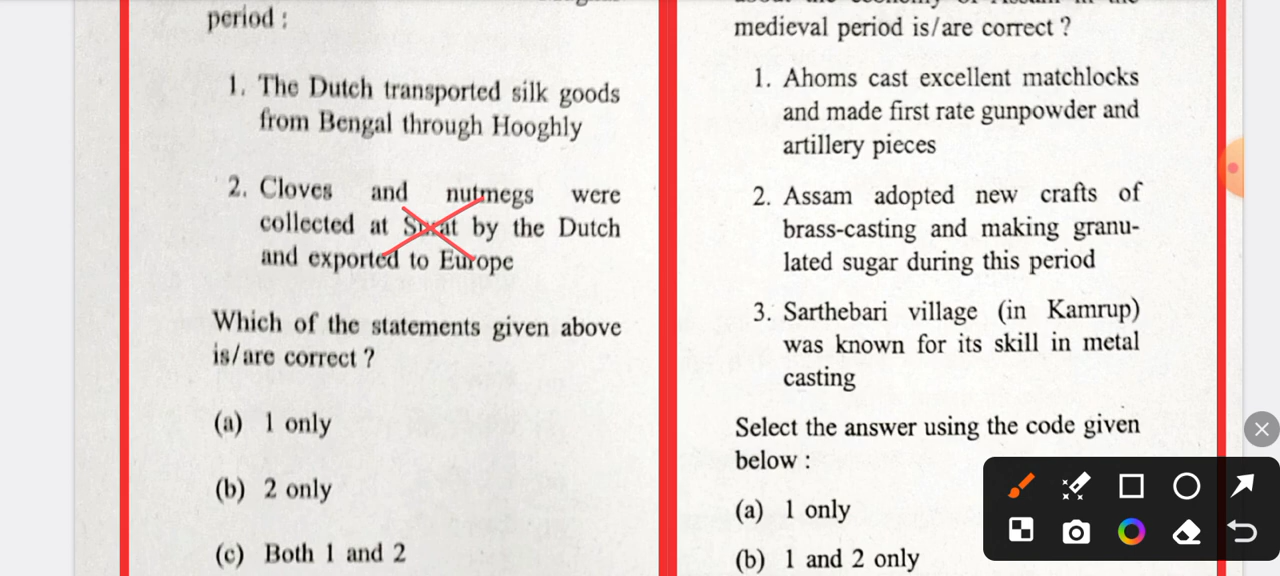 period :
1. The Dutch transported silk goods
from Bengal through Hooghly
2. Cloves and nutmegs were
collected at Surat by the Dutch
and exported to Europe
Which of the statements given above
is/are correct ?
(a) 1 only
(b) 2 only
(c) Both 1 and 2
medieval period is/are correct ?
1. Ahoms cast excellent matchlocks
and made first rate gunpowder and
artillery pieces
2. Assam adopted new crafts of
brass-casting and making granu-
lated sugar during this period
3. Sarthebari village (in Kamrup)
was known for its skill in metal
casting
Select the answer using the code given
below :
(a) 1 only
(b) 1 and 2 only